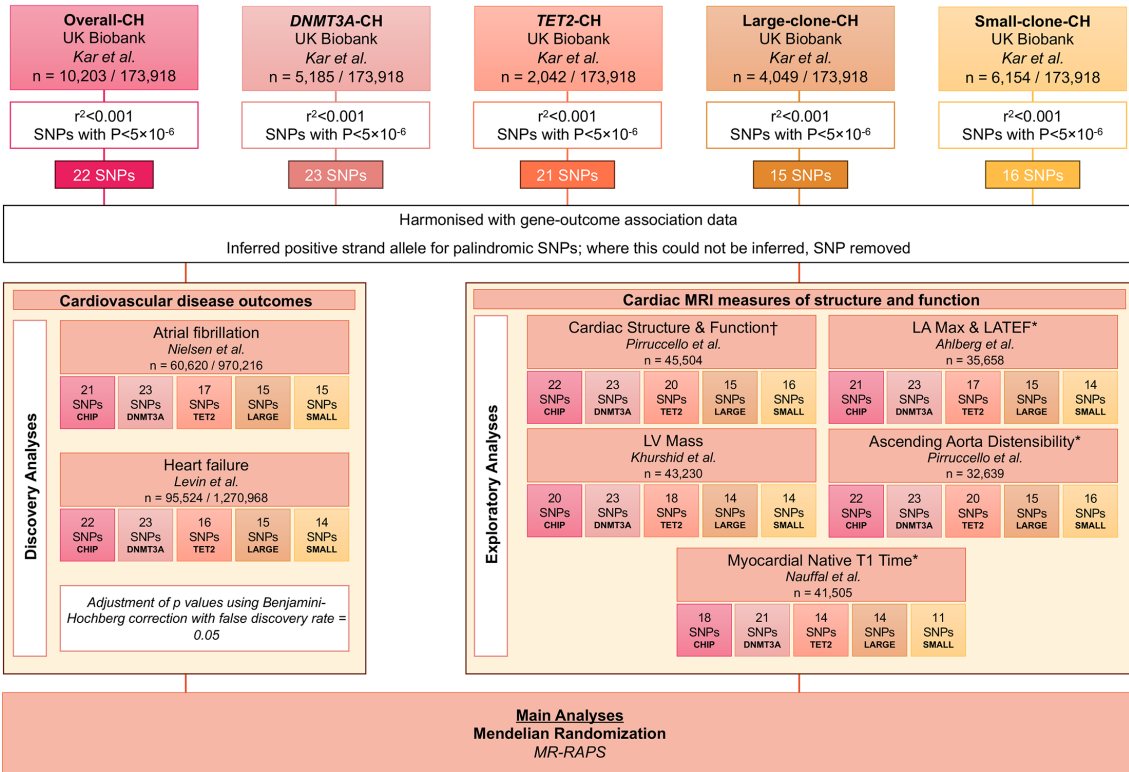 Overall-CH
UK Biobank
Kar et al.
n = 10,203 / 173,918
DNMT3A-CH
UK Biobank
Kar et al.
n = 5,185 / 173,918
TET2-CH
UK Biobank
Kar et al.
n = 2,042 / 173,918
Large-clone-CH
UK Biobank
Kar et al.
n = 4,049 / 173,918
Small-clone-CH
UK Biobank
Kar et al.
n = 6,154 / 173,918
r²<0.001
SNPs with P<5×10⁻⁶
r²<0.001
SNPs with P<5×10⁻⁶
r²<0.001
SNPs with P<5×10⁻⁶
r²<0.001
SNPs with P<5×10⁻⁶
r²<0.001
SNPs with P<5×10⁻⁶
22 SNPs
23 SNPs
21 SNPs
15 SNPs
16 SNPs
Harmonised with gene-outcome association data
Inferred positive strand allele for palindromic SNPs; where this could not be inferred, SNP removed
Cardiovascular disease outcomes
Discovery Analyses
Atrial fibrillation
Nielsen et al.
n = 60,620 / 970,216
21
SNPs
CHIP
23
SNPs
DNMT3A
17
SNPs
TET2
15
SNPs
LARGE
15
SNPs
SMALL
Heart failure
Levin et al.
n = 95,524 / 1,270,968
22
SNPs
CHIP
23
SNPs
DNMT3A
16
SNPs
TET2
15
SNPs
LARGE
14
SNPs
SMALL
Adjustment of p values using Benjamini-
Hochberg correction with false discovery rate =
0.05
Cardiac MRI measures of structure and function
Exploratory Analyses
Cardiac Structure & Function†
Pirruccello et al.
n = 45,504
22
SNPs
CHIP
23
SNPs
DNMT3A
20
SNPs
TET2
15
SNPs
LARGE
16
SNPs
SMALL
LA Max & LATEF*
Ahlberg et al.
n = 35,658
21
SNPs
CHIP
23
SNPs
DNMT3A
17
SNPs
TET2
15
SNPs
LARGE
14
SNPs
SMALL
LV Mass
Khurshid et al.
n = 43,230
20
SNPs
CHIP
23
SNPs
DNMT3A
18
SNPs
TET2
14
SNPs
LARGE
14
SNPs
SMALL
Ascending Aorta Distensibility*
Pirruccello et al.
n = 32,639
22
SNPs
CHIP
23
SNPs
DNMT3A
20
SNPs
TET2
15
SNPs
LARGE
16
SNPs
SMALL
Myocardial Native T1 Time*
Nauffal et al.
n = 41,505
18
SNPs
CHIP
21
SNPs
DNMT3A
14
SNPs
TET2
14
SNPs
LARGE
11
SNPs
SMALL
Main Analyses
Mendelian Randomization
MR-RAPS